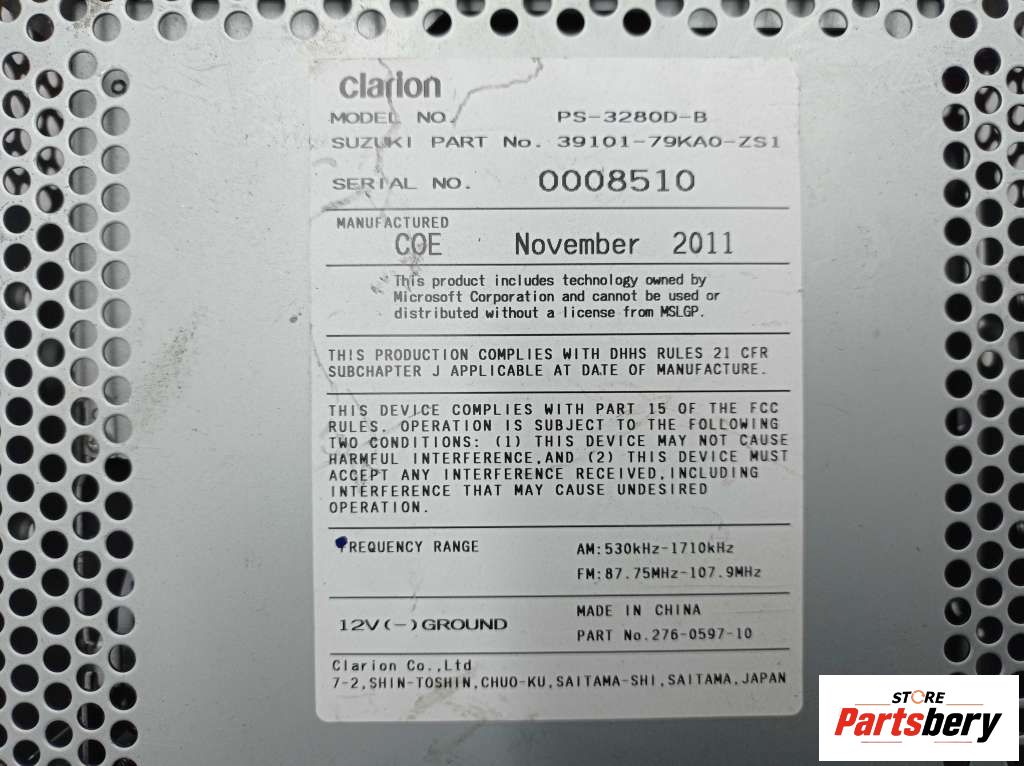 clarion
MODEL NO. PS-3280D-B
SUZUKI PART No. 39101-79KA0-ZS1
SERIAL NO. 0008510
MANUFACTURED
COE November 2011
This product includes technology owned by
Microsoft Corporation and cannot be used or
distributed without a license from MSLGP.
THIS PRODUCTION COMPLIES WITH DHHS RULES 21 CFR
SUBCHAPTER J APPLICABLE AT DATE OF MANUFACTURE.
THIS DEVICE COMPLIES WITH PART 15 OF THE FCC
RULES. OPERATION IS SUBJECT TO THE FOLLOWING
TWO CONDITIONS: (1) THIS DEVICE MAY NOT CAUSE
HARMFUL INTERFERENCE,AND (2) THIS DEVICE MUST
ACCEPT ANY INTERFERENCE RECEIVED,INCLUDING
INTERFERENCE THAT MAY CAUSE UNDESIRED
OPERATION.
FREQUENCY RANGE AM:530kHz-1710kHz
FM:87.75MHz-107.9MHz
12V(-)GROUND MADE IN CHINA
PART No.276-0597-10
Clarion Co.,Ltd
7-2,SHIN-TOSHIN,CHUO-KU,SAITAMA-SHI,SAITAMA,JAPAN
STORE
Partsbery